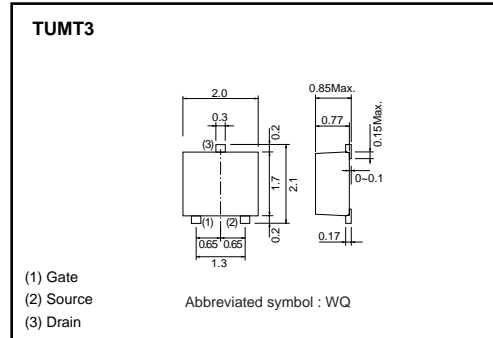 TUMT3
0.85Max.
2.0
0.77
0.15Max.
0.3
0.2
(3)
1.7
2.1
0~0.1
(1)
(2)
0.2
0.65
0.65
0.17
1.3
(1) Gate
(2) Source
(3) Drain
Abbreviated symbol : WQ